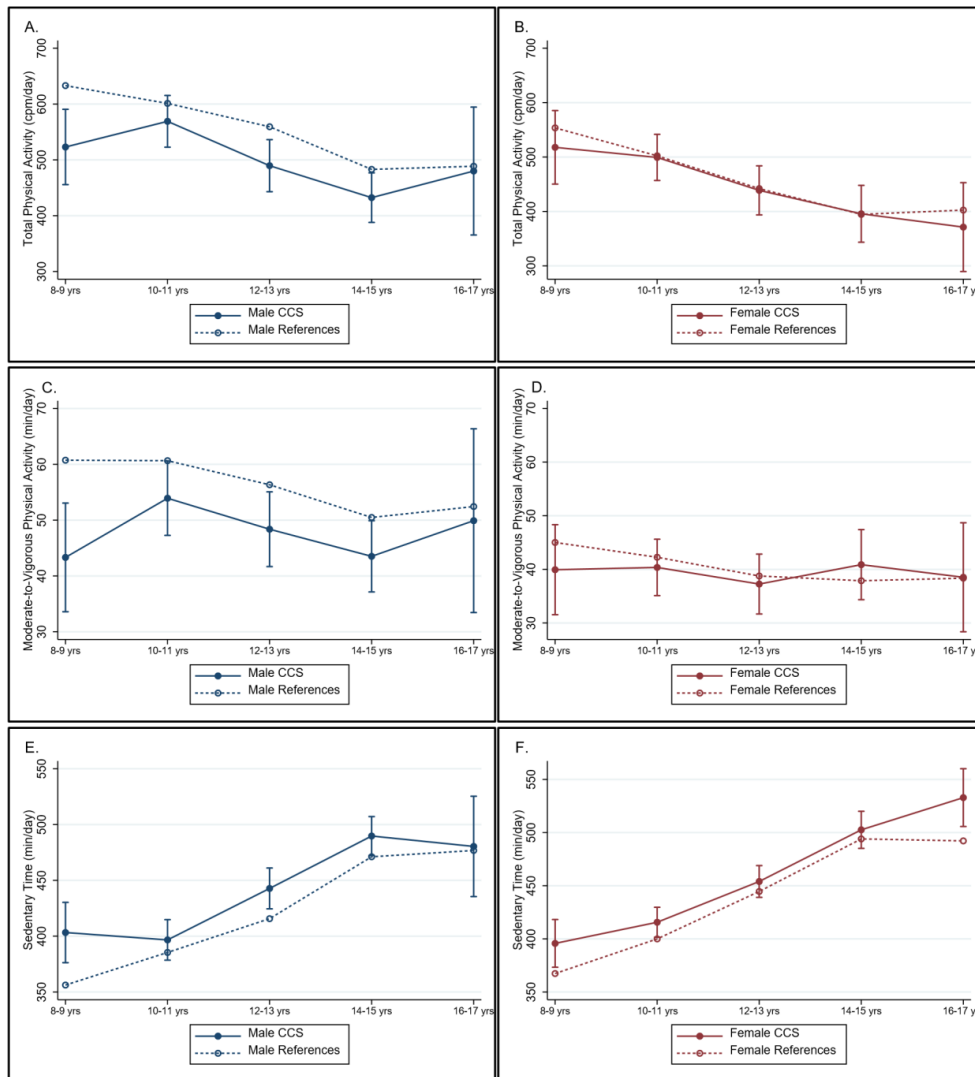 A.
Total Physical Activity (cpm/day)
700
600
500
400
300
8-9 yrs
10-11 yrs
12-13 yrs
14-15 yrs
16-17 yrs
Male CCS
Male References
B.
Total Physical Activity (cpm/day)
700
600
500
400
300
8-9 yrs
10-11 yrs
12-13 yrs
14-15 yrs
16-17 y
Female CCS
Female References
C.
Moderate-to-Vigorous Physical Activity (min/day)
70
60
50
40
30
8-9 yrs
10-11 yrs
12-13 yrs
14-15 yrs
16-17 yrs
Male CCS
Male References
D.
Moderate-to-Vigorous Physical Activity (min/day)
70
60
50
40
30
8-9 yrs
10-11 yrs
12-13 yrs
14-15 yrs
16-17 y
Female CCS
Female References
E.
Sedentary Time (min/day)
550
500
450
400
350
8-9 yrs
10-11 yrs
12-13 yrs
14-15 yrs
16-17 yrs
Male CCS
Male References
F.
Sedentary Time (min/day)
550
500
450
400
350
8-9 yrs
10-11 yrs
12-13 yrs
14-15 yrs
16-17 y
Female CCS
Female References